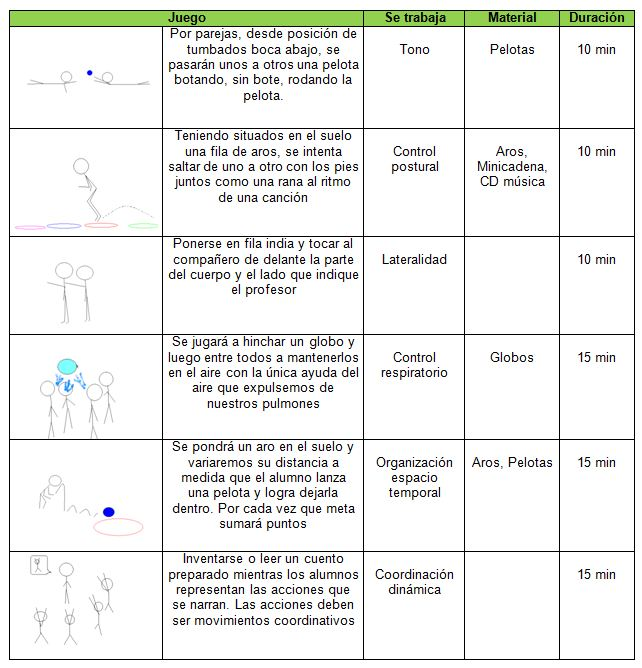 Juego Se trabaja Material Duración
Por parejas, desde posición de
tumbados boca abajo, se
pasarán unos a otros una pelota
botando, sin bote, rodando la
pelota.
Tono
Pelotas
10 min
Teniendo situados en el suelo
una fila de aros, se intenta
saltar de uno a otro con los pies
juntos como una rana al ritmo
de una canción
Control
postural
Aros,
Minicadena,
CD música
10 min
Ponerse en fila india y tocar al
compañero de delante la parte
del cuerpo y el lado que indique
el profesor
Lateralidad
10 min
Se jugará a hinchar un globo y
luego entre todos a mantenerlos
en el aire con la única ayuda del
aire que expulsemos de
nuestros pulmones
Control
respiratorio
Globos
15 min
Se pondrá un aro en el suelo y
variaremos su distancia a
medida que el alumno lanza
una pelota y logra dejarla
dentro. Por cada vez que meta
sumará puntos
Organización
espacio
temporal
Aros, Pelotas
15 min
Inventarse o leer un cuento
preparado mientras los alumnos
representan las acciones que
se narran. Las acciones deben
ser movimientos coordinativos
Coordinación
dinámica
15 min